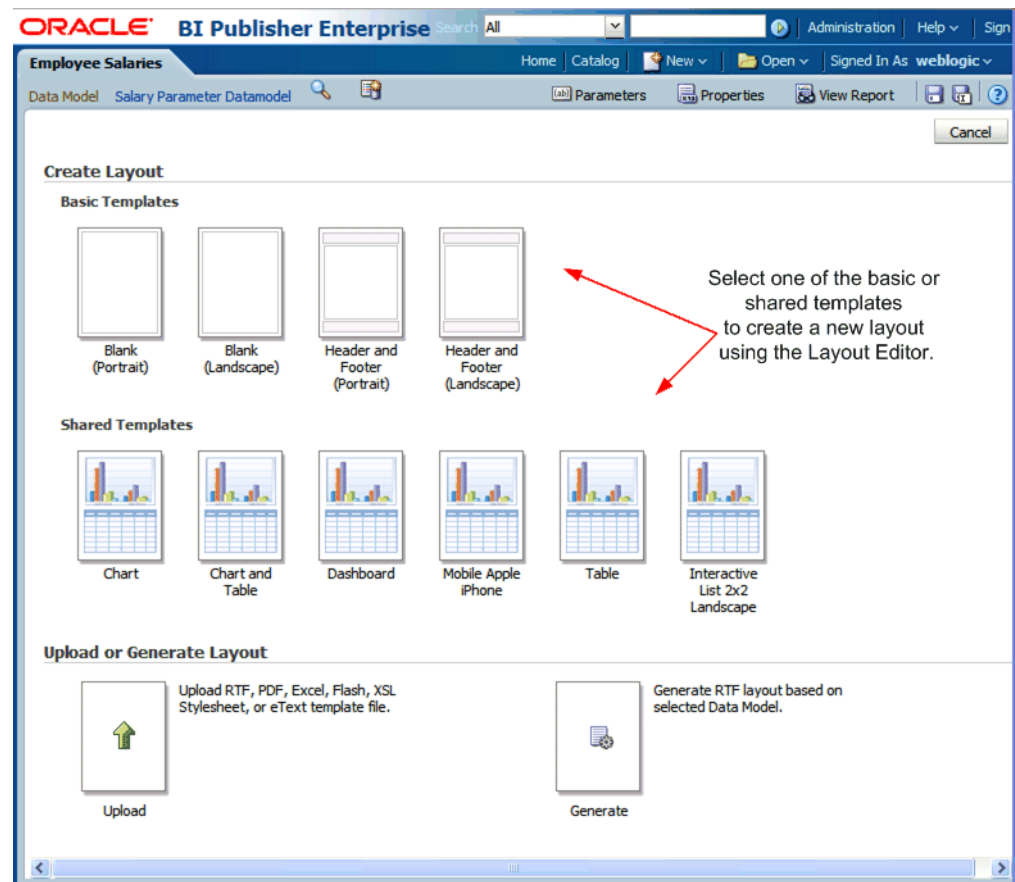 ORACLE BI Publisher Enterprise Search All Administration Help Sign
Employee Salaries Home Catalog New Open Signed In As weblogic
Data Model Salary Parameter Datamodel Parameters Properties View Report
Cancel
Create Layout
Basic Templates
Select one of the basic or
shared templates
to create a new layout
using the Layout Editor.
Blank
(Portrait)
Blank
(Landscape)
Header and
Footer
(Portrait)
Header and
Footer
(Landscape)
Shared Templates
Chart
Chart and
Table
Dashboard
Mobile Apple
iPhone
Table
Interactive
List 2x2
Landscape
Upload or Generate Layout
Upload RTF, PDF, Excel, Flash, XSL
Stylesheet, or eText template file.
Upload
Generate RTF layout based on
selected Data Model.
Generate